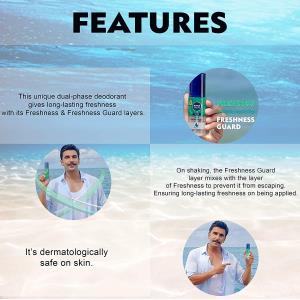 FEATURES
This unique dual-phase deodorant
gives long-lasting freshness
with its Freshness & Freshness Guard layers.
FRESHNESS
FRESHNESS
GUARD
On shaking, the Freshness Guard
layer mixes with the layer
of Freshness to prevent it from escaping.
Ensuring long-lasting freshness on being applied.
It's dermatologically
safe on skin.